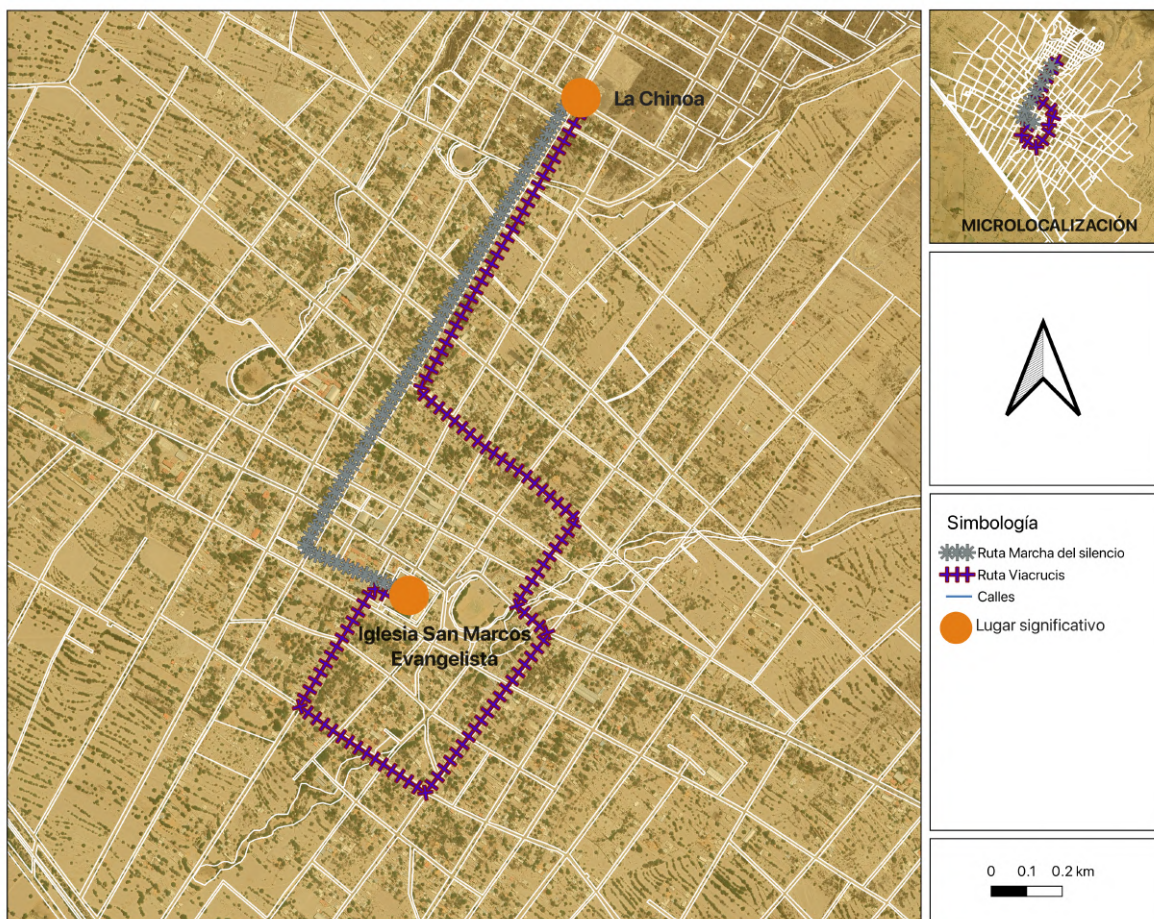 La Chinoa
Iglesia San Marcos
Evangelista
MICROLOCALIZACIÓN
Simbología
Ruta Marcha del silencio
Ruta Viacrucis
Calles
Lugar significativo
0 0.1 0.2 km